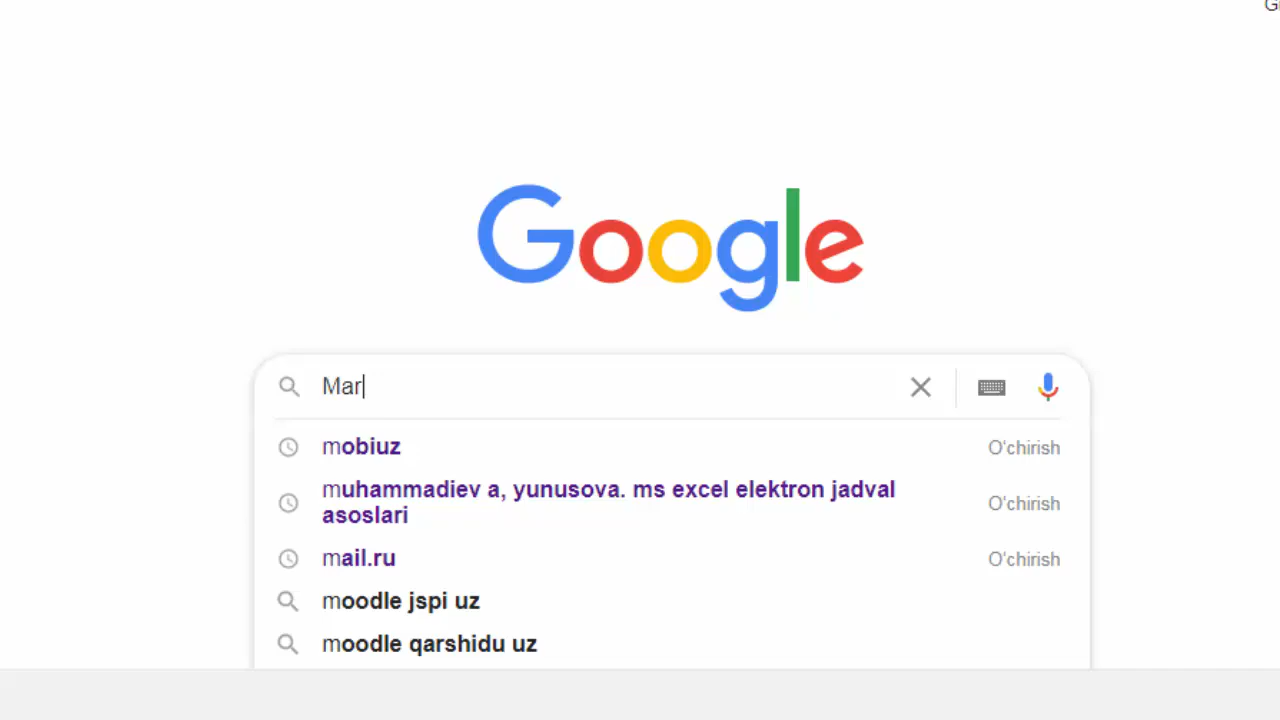 Google
Mar
mobiuz
O'chirish
muhammadiev a, yunusova. ms excel elektron jadval
asoslari
O'chirish
mail.ru
O'chirish
moodle jspi uz
moodle qarshidu uz